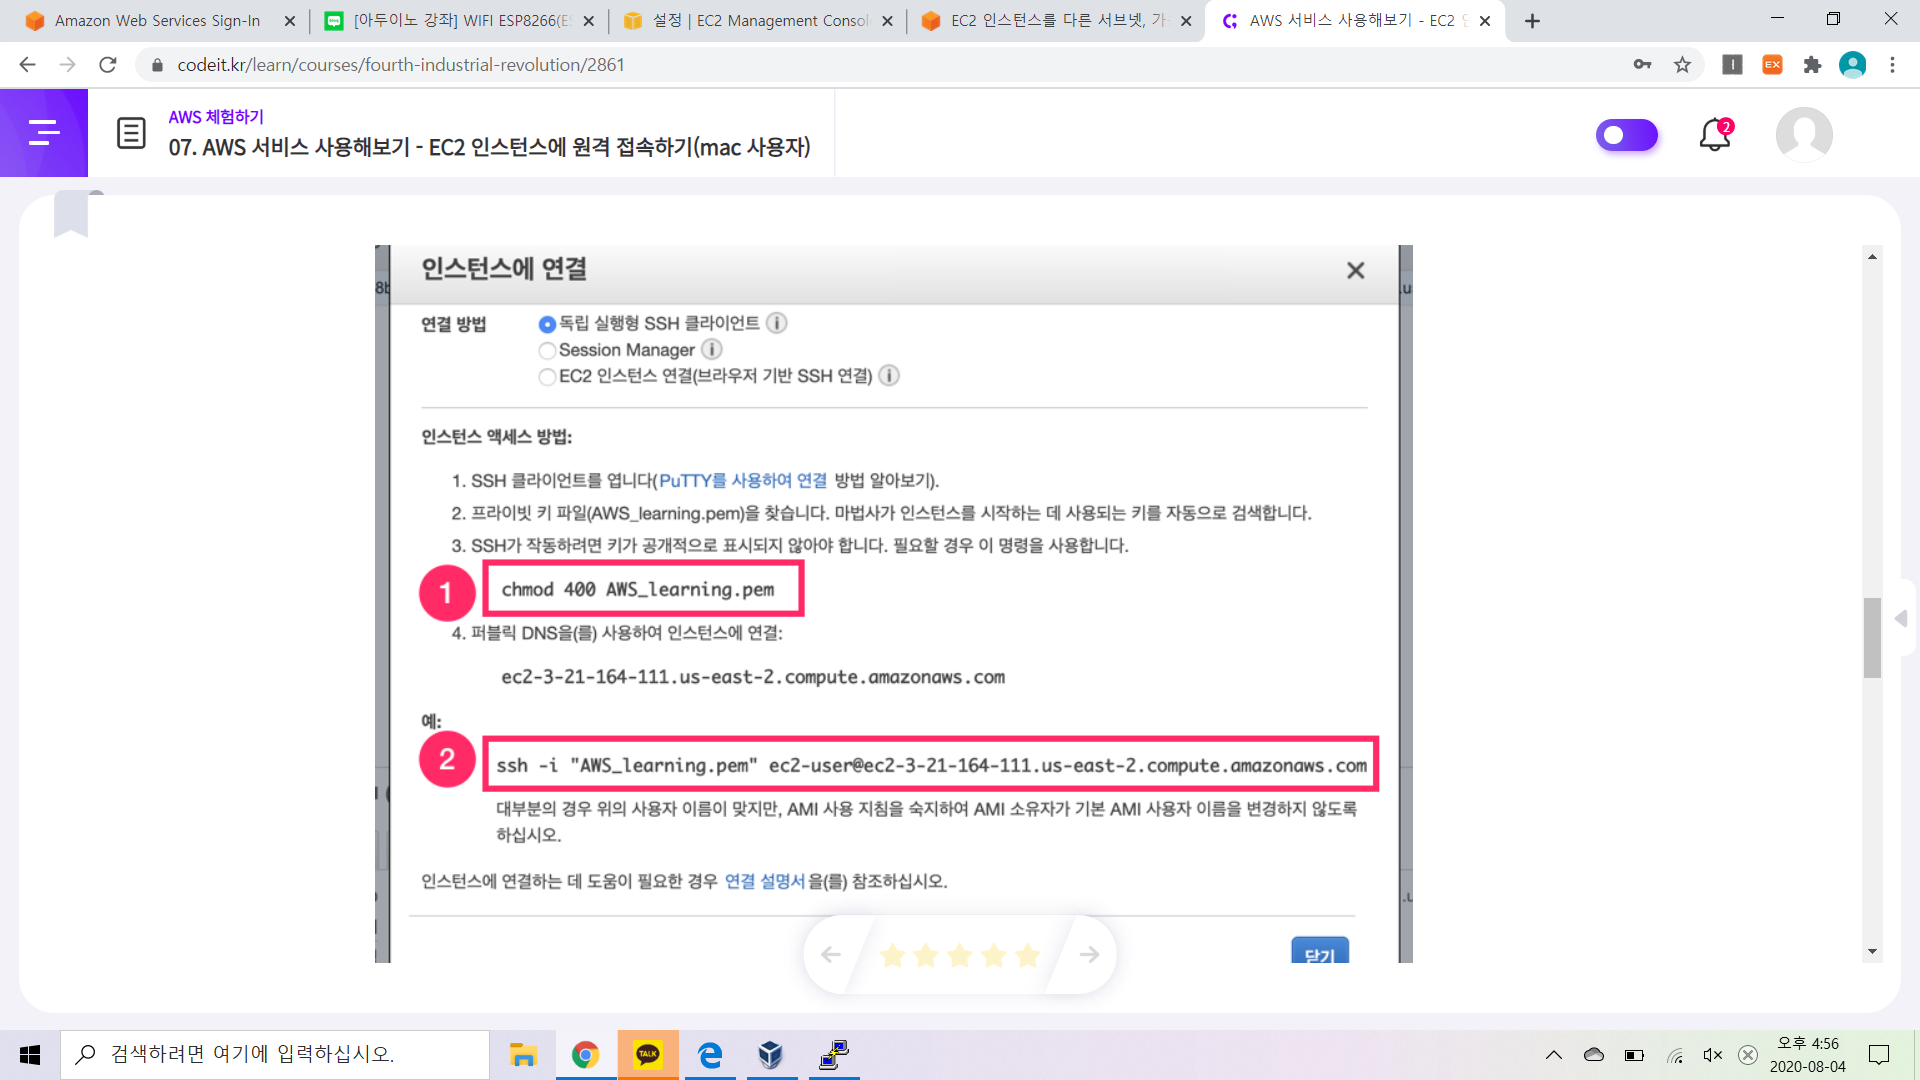 Amazon Web Services Sign-In
[아두이노 강좌] WIFI ESP8266(ES
설정 | EC2 Management Consol
EC2 인스턴스를 다른 서브넷, 가
AWS 서비스 사용해보기 - EC2 인
codeit.kr/learn/courses/fourth-industrial-revolution/2861
EX
AWS 체험하기
07. AWS 서비스 사용해보기 - EC2 인스턴스에 원격 접속하기(mac 사용자)
2
인스턴스에 연결
연결 방법
독립 실행형 SSH 클라이언트
Session Manager
EC2 인스턴스 연결(브라우저 기반 SSH 연결)
인스턴스 액세스 방법:
1. SSH 클라이언트를 엽니다(PuTTY를 사용하여 연결 방법 알아보기).
2. 프라이빗 키 파일(AWS_learning.pem)을 찾습니다. 마법사가 인스턴스를 시작하는 데 사용되는 키를 자동으로 검색합니다.
3. SSH가 작동하려면 키가 공개적으로 표시되지 않아야 합니다. 필요할 경우 이 명령을 사용합니다.
1
chmod 400 AWS_learning.pem
4. 퍼블릭 DNS을(를) 사용하여 인스턴스에 연결:
ec2-3-21-164-111.us-east-2.compute.amazonaws.com
예:
2
ssh -i "AWS_learning.pem" ec2-user@ec2-3-21-164-111.us-east-2.compute.amazonaws.com
대부분의 경우 위의 사용자 이름이 맞지만, AMI 사용 지침을 숙지하여 AMI 소유자가 기본 AMI 사용자 이름을 변경하지 않도록
하십시오.
인스턴스에 연결하는 데 도움이 필요한 경우 연결 설명서을(를) 참조하십시오.
닫기
검색하려면 여기에 입력하십시오.
TALK
오후 4:56
2020-08-04